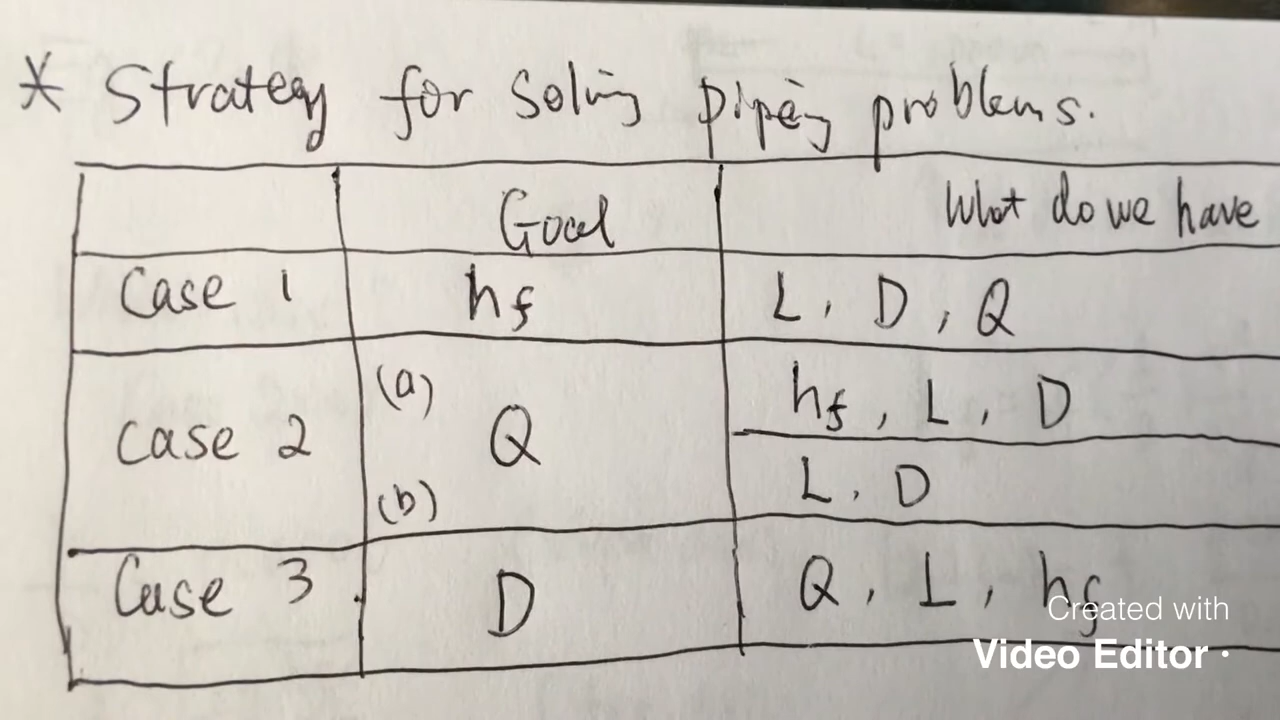 * Strategy for solving piping problems.
Goal What do we have
Case 1 hf L, D, Q
Case 2 (a) Q hf, L, D
(b) L, D
Case 3 D Q, L, hf
Created with
Video Editor